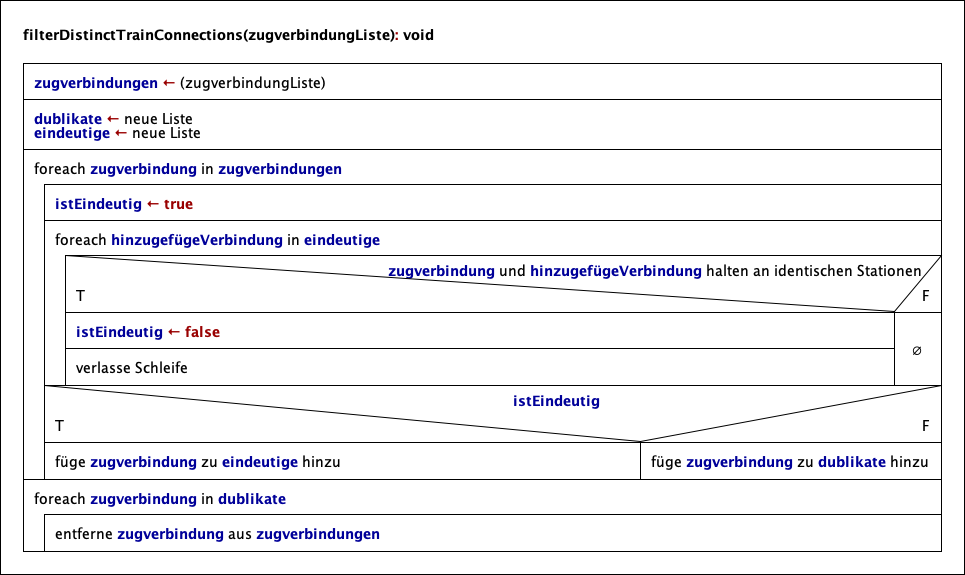 filterDistinctTrainConnections(zugverbindungListe): void
zugverbindungen ← (zugverbindungListe)
dublikate ← neue Liste
eindeutige ← neue Liste
foreach zugverbindung in zugverbindungen
istEindeutig ← true
foreach hinzugefügeVerbindung in eindeutige
zugverbindung und hinzugefügeVerbindung halten an identischen Stationen
T F
istEindeutig ← false
∅
verlasse Schleife
istEindeutig
T F
füge zugverbindung zu eindeutige hinzu füge zugverbindung zu dublikate hinzu
foreach zugverbindung in dublikate
entferne zugverbindung aus zugverbindungen